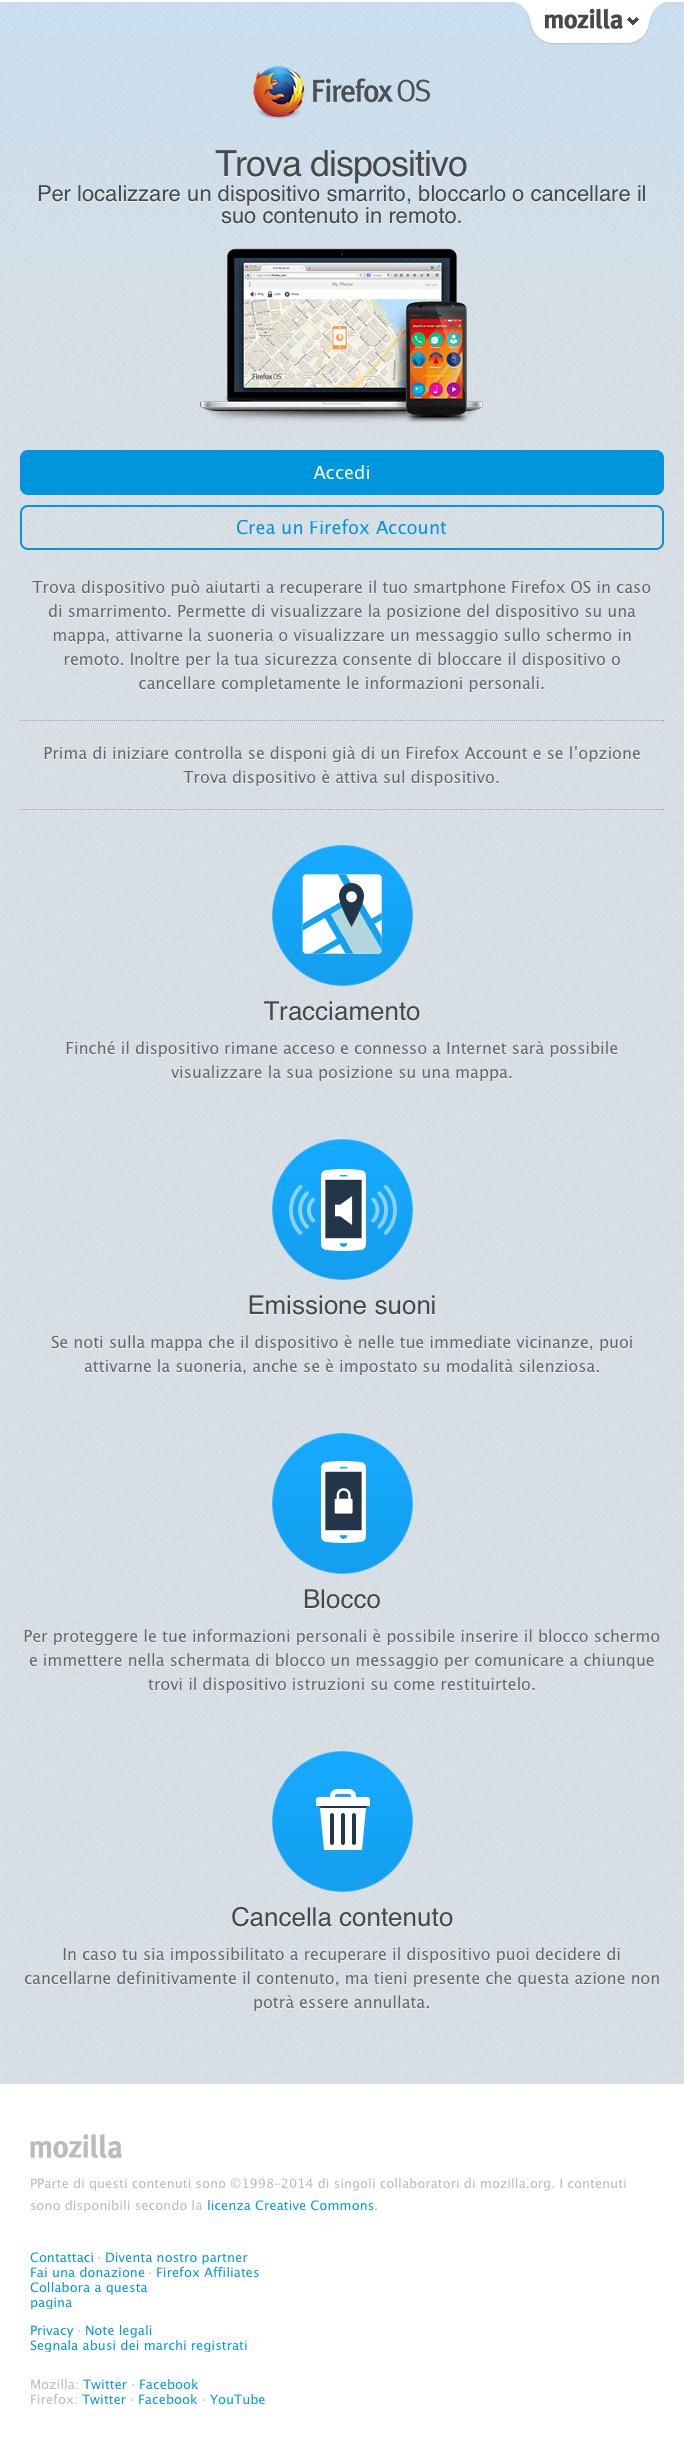 mozilla
Firefox OS
Trova dispositivo
Per localizzare un dispositivo smarrito, bloccarlo o cancellare il
suo contenuto in remoto.
My Phone
Firefox OS
Accedi
Crea un Firefox Account
Trova dispositivo può aiutarti a recuperare il tuo smartphone Firefox OS in caso
di smarrimento. Permette di visualizzare la posizione del dispositivo su una
mappa, attivarne la suoneria o visualizzare un messaggio sullo schermo in
remoto. Inoltre per la tua sicurezza consente di bloccare il dispositivo o
cancellare completamente le informazioni personali.
Prima di iniziare controlla se disponi già di un Firefox Account e se l’opzione
Trova dispositivo è attiva sul dispositivo.
Tracciamento
Finché il dispositivo rimane acceso e connesso a Internet sarà possibile
visualizzare la sua posizione su una mappa.
Emissione suoni
Se noti sulla mappa che il dispositivo è nelle tue immediate vicinanze, puoi
attivarne la suoneria, anche se è impostato su modalità silenziosa.
Blocco
Per proteggere le tue informazioni personali è possibile inserire il blocco schermo
e immettere nella schermata di blocco un messaggio per comunicare a chiunque
trovi il dispositivo istruzioni su come restituirtelo.
Cancella contenuto
In caso tu sia impossibilitato a recuperare il dispositivo puoi decidere di
cancellarne definitivamente il contenuto, ma tieni presente che questa azione non
potrà essere annullata.
mozilla
PParte di questi contenuti sono ©1998–2014 di singoli collaboratori di mozilla.org. I contenuti
sono disponibili secondo la licenza Creative Commons.
Contattaci · Diventa nostro partner
Fai una donazione · Firefox Affiliates
Collabora a questa
pagina
Privacy · Note legali
Segnala abusi dei marchi registrati
Mozilla: Twitter · Facebook
Firefox: Twitter · Facebook · YouTube